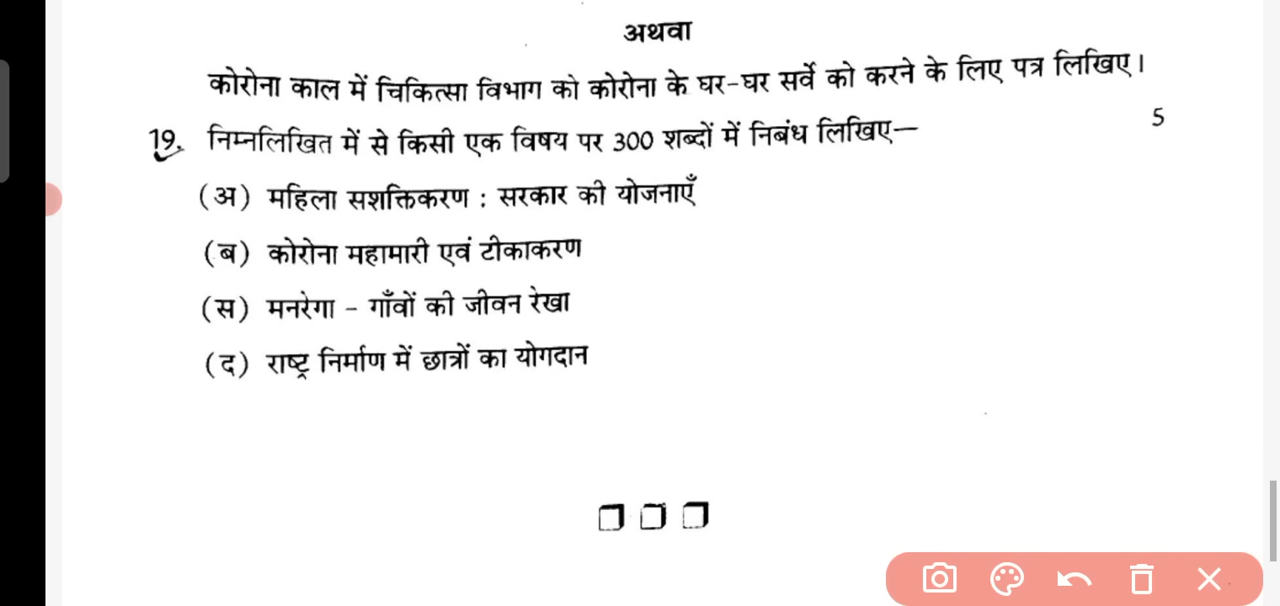 अथवा
कोरोना काल में चिकित्सा विभाग को कोरोना के घर-घर सर्वे को करने के लिए पत्र लिखिए।
19. निम्नलिखित में से किसी एक विषय पर 300 शब्दों में निबंध लिखिए— 5
(अ) महिला सशक्तिकरण : सरकार की योजनाएँ
(ब) कोरोना महामारी एवं टीकाकरण
(स) मनरेगा - गाँवों की जीवन रेखा
(द) राष्ट्र निर्माण में छात्रों का योगदान